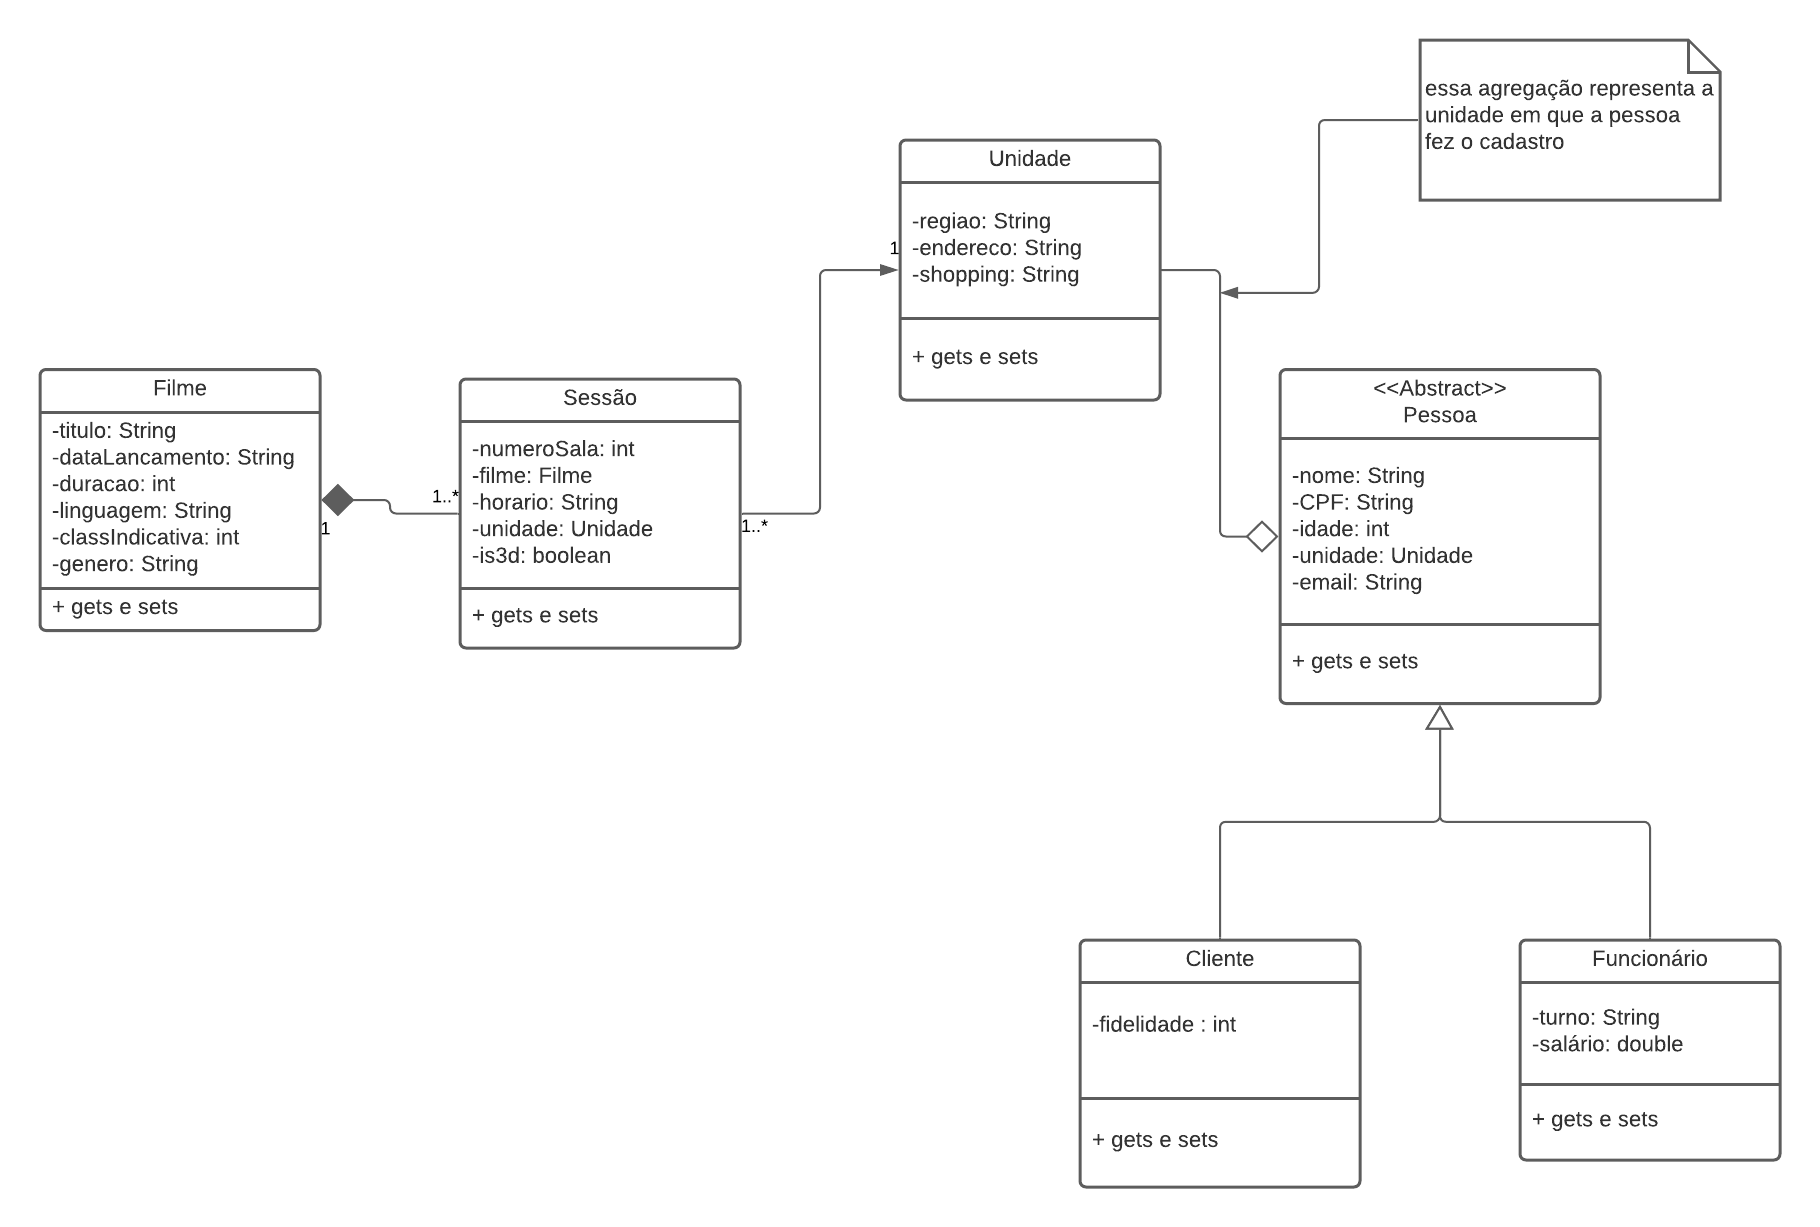 essa agregação representa a
unidade em que a pessoa
fez o cadastro
Unidade
-regiao: String
-endereco: String
-shopping: String
+ gets e sets
1
Filme
-titulo: String
-dataLancamento: String
-duracao: int
-linguagem: String
-classIndicativa: int
-genero: String
+ gets e sets
1
1..*
Sessão
-numeroSala: int
-filme: Filme
-horario: String
-unidade: Unidade
-is3d: boolean
+ gets e sets
1..*
<<Abstract>>
Pessoa
-nome: String
-CPF: String
-idade: int
-unidade: Unidade
-email: String
+ gets e sets
Cliente
-fidelidade : int
+ gets e sets
Funcionário
-turno: String
-salário: double
+ gets e sets